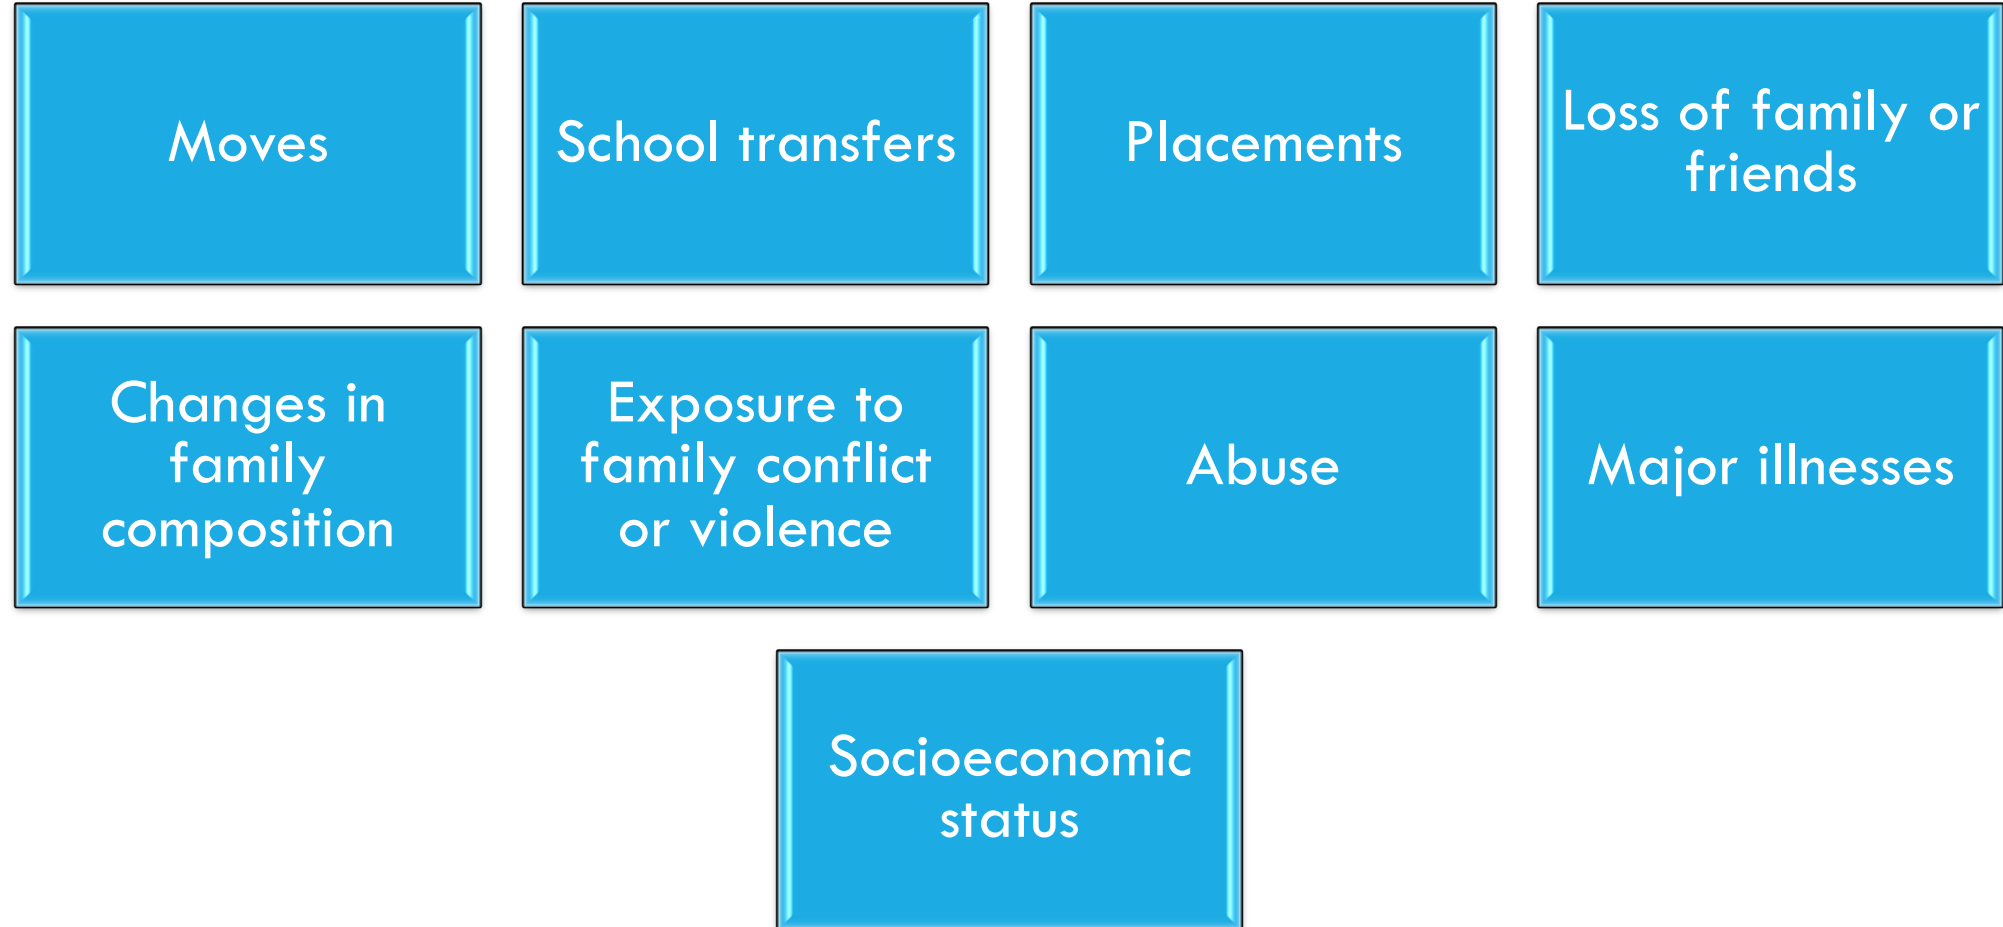 Moves
School transfers
Placements
Loss of family or
friends
Changes in
family
composition
Exposure to
family conflict
or violence
Abuse
Major illnesses
Socioeconomic
status